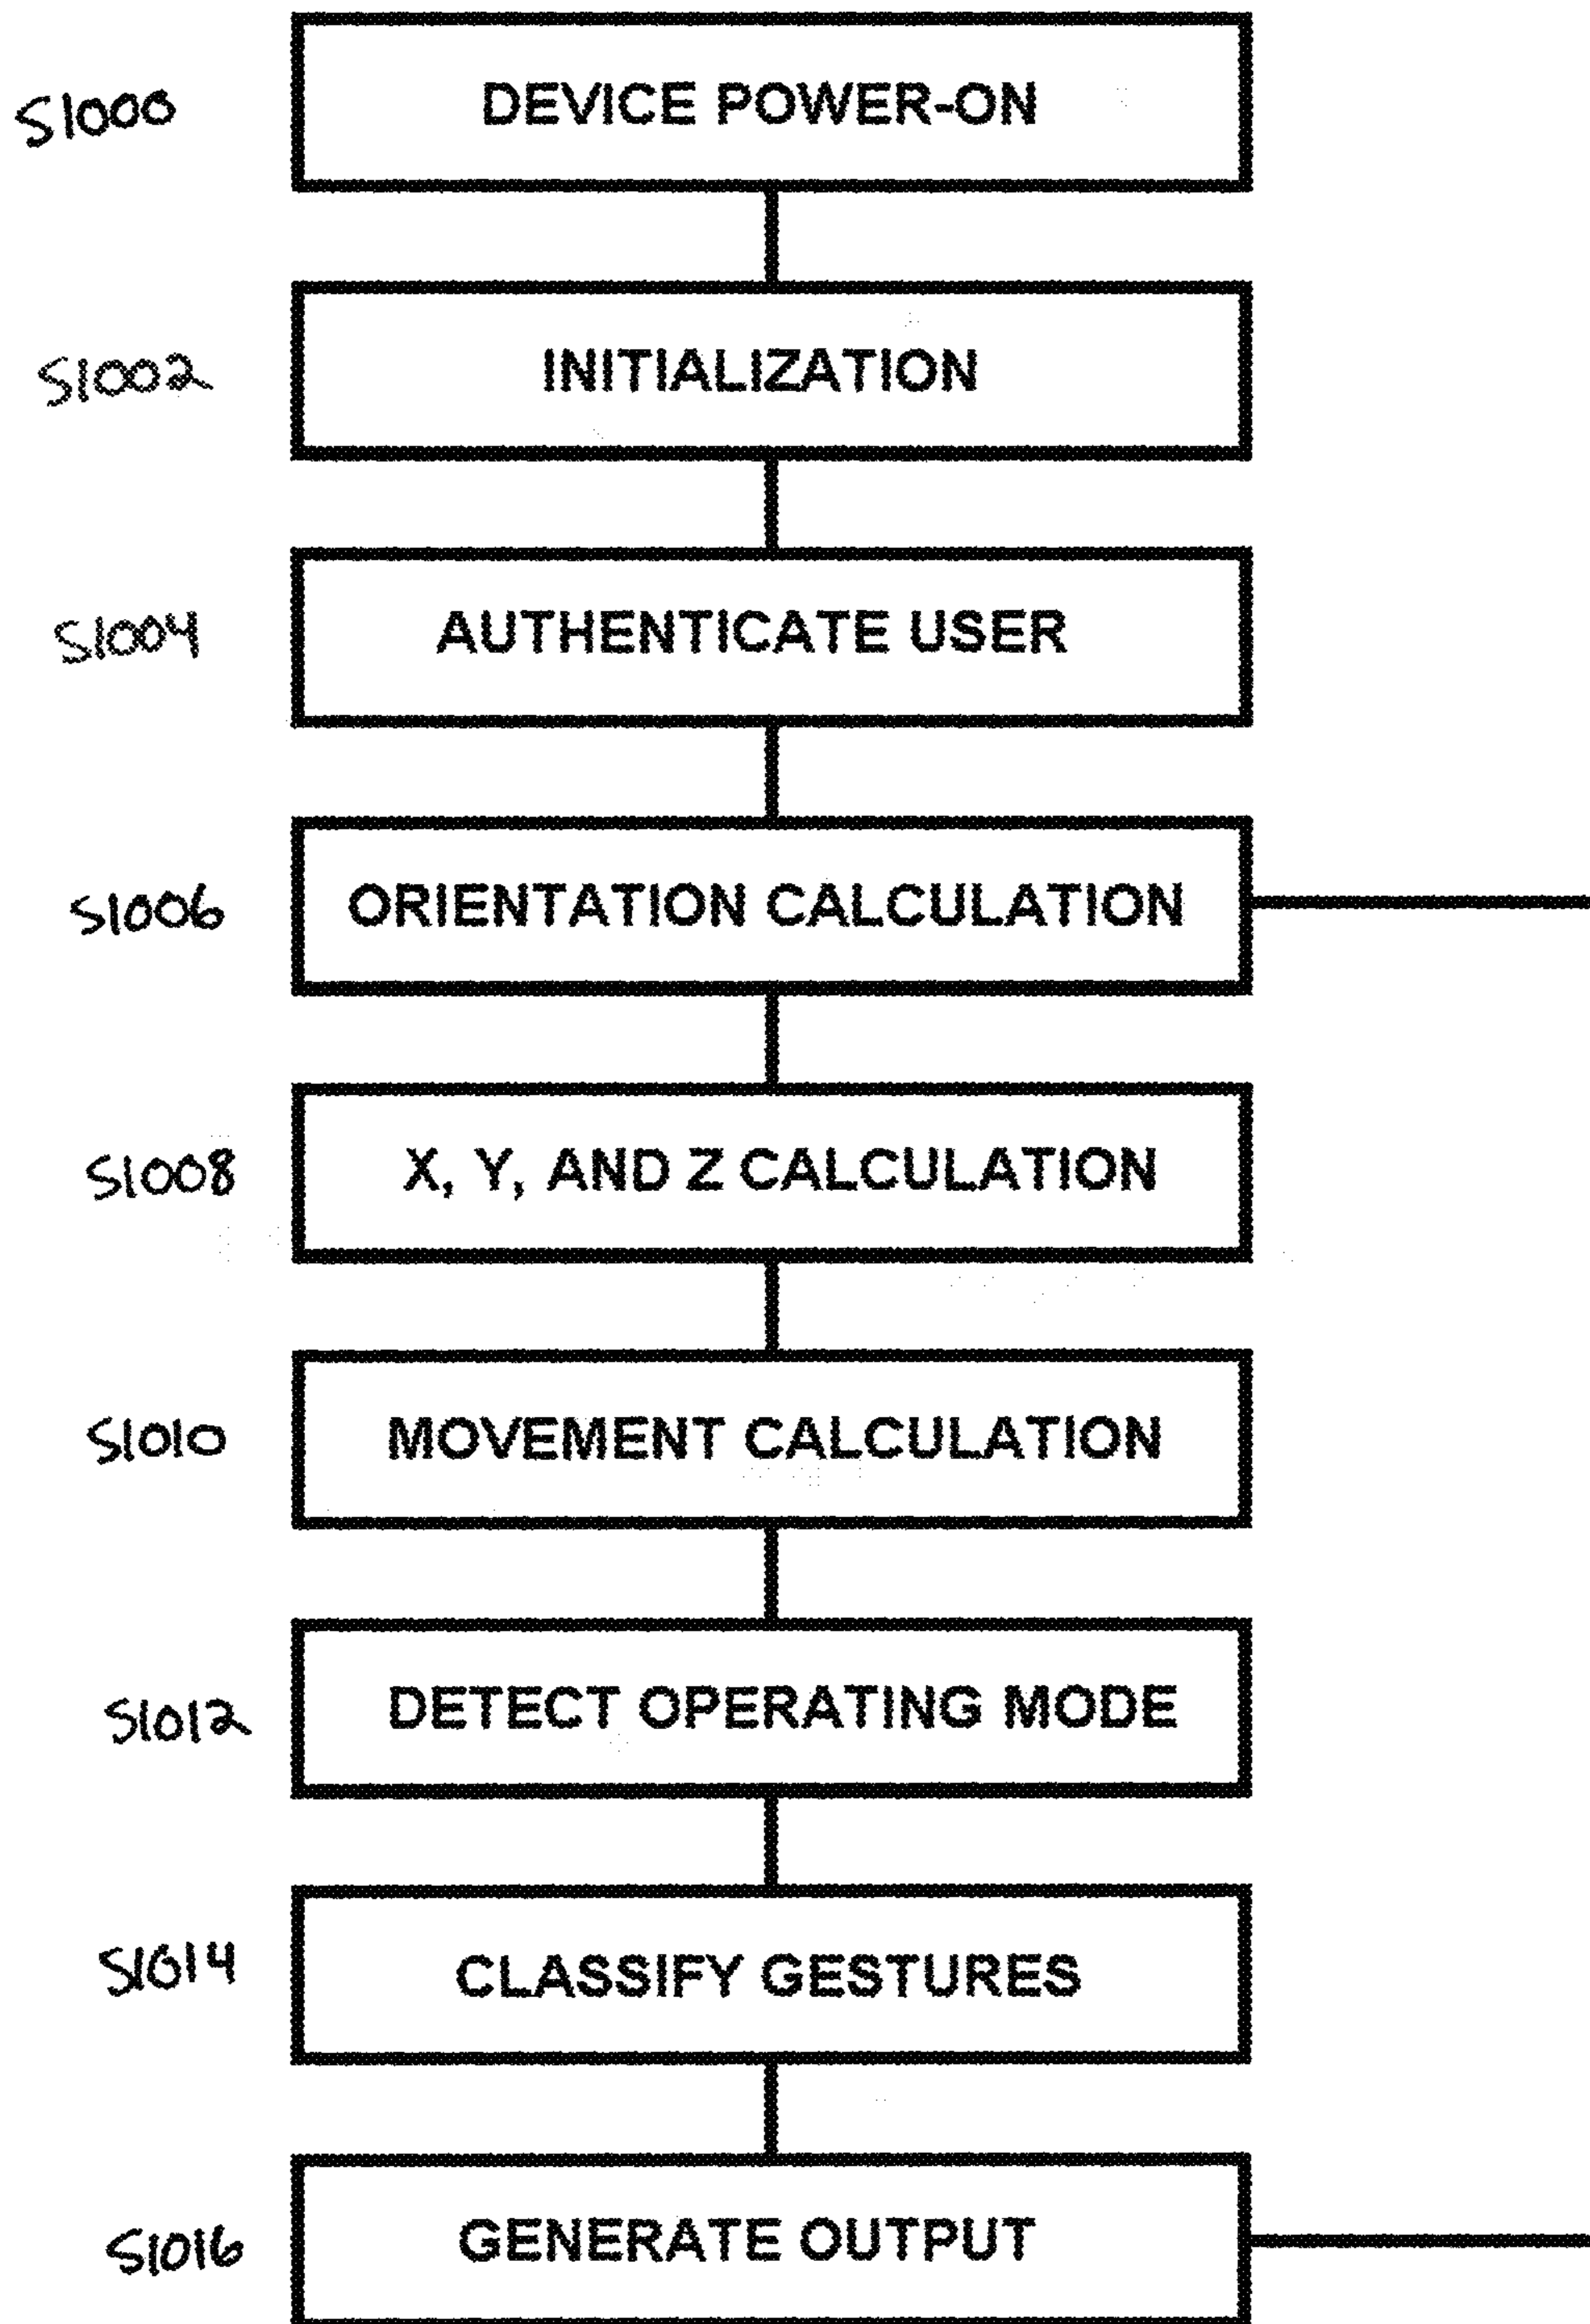 S1000 DEVICE POWER-ON
S1002 INITIALIZATION
S1004 AUTHENTICATE USER
S1006 ORIENTATION CALCULATION
S1008 X, Y, AND Z CALCULATION
S1010 MOVEMENT CALCULATION
S1012 DETECT OPERATING MODE
S1014 CLASSIFY GESTURES
S1016 GENERATE OUTPUT